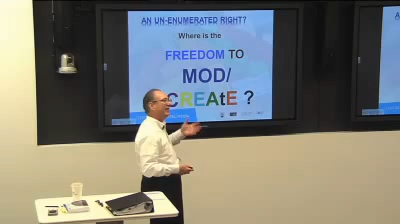 AN UN-ENUMERATED RIGHT?
Where is the
FREEDOM TO
MOD/
CREAtE ?